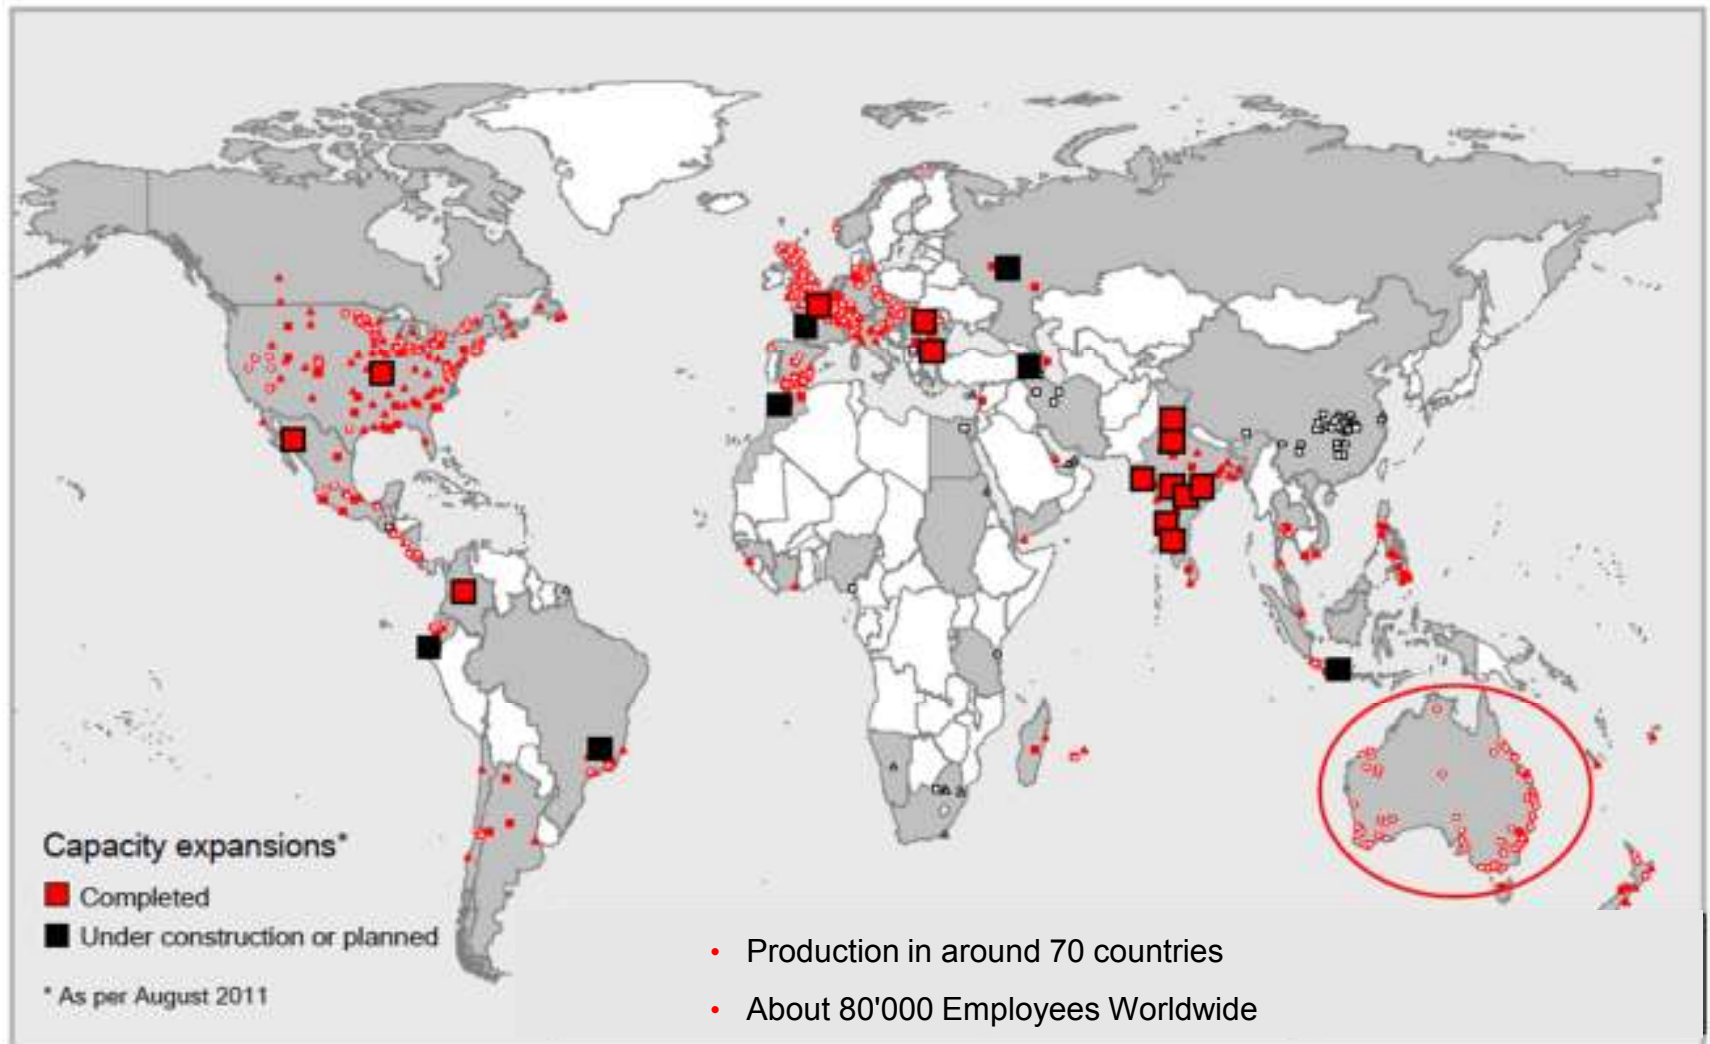 Capacity expansions*
Completed
Under construction or planned
* As per August 2011
• Production in around 70 countries
• About 80'000 Employees Worldwide